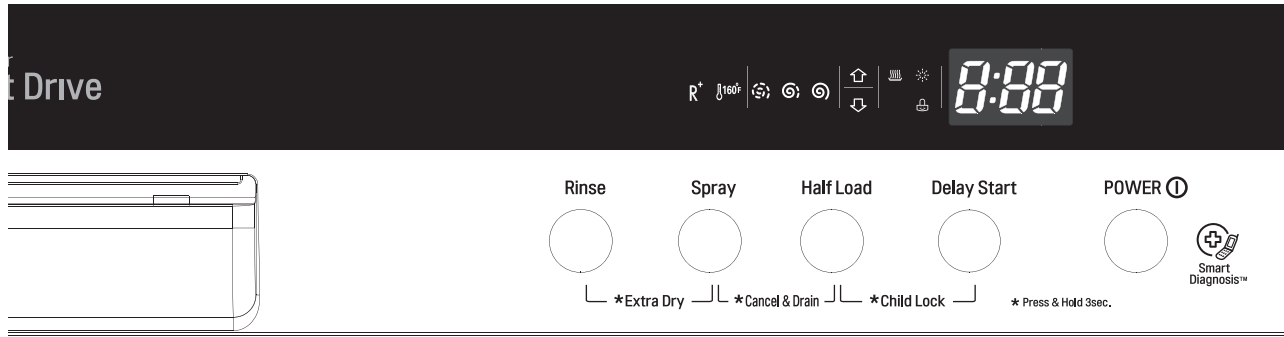 t Drive
R+ 160°F 8:88
Rinse Spray Half Load Delay Start POWER
*Extra Dry *Cancel & Drain *Child Lock * Press & Hold 3sec.
Smart
Diagnosis™